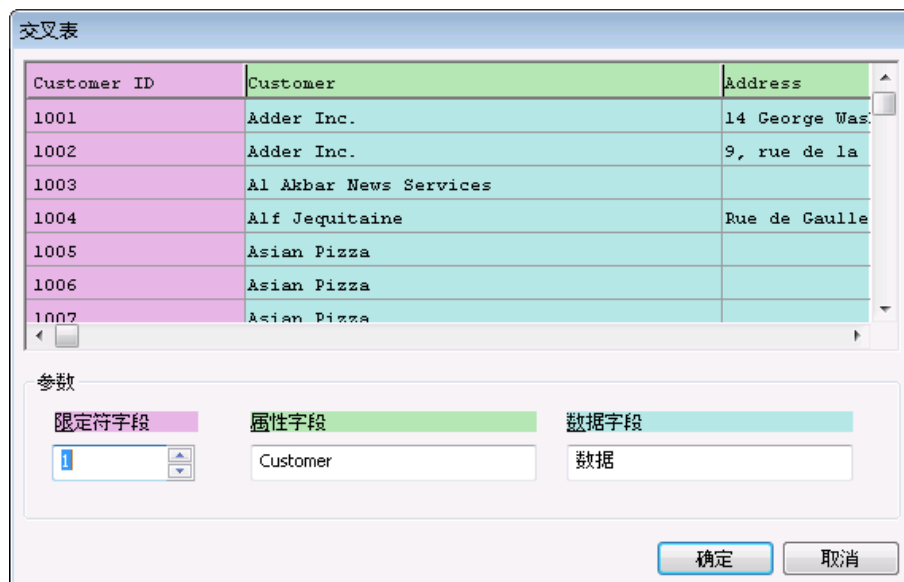 交叉表
Customer ID Customer Address
1001 Adder Inc. 14 George Was
1002 Adder Inc. 9, rue de la
1003 Al Akbar News Services
1004 Alf Jequitaine Rue de Gaulle
1005 Asian Pizza
1006 Asian Pizza
1007 Asian Pizza
参数
限定符字段 属性字段 数据字段
1 Customer 数据
确定 取消